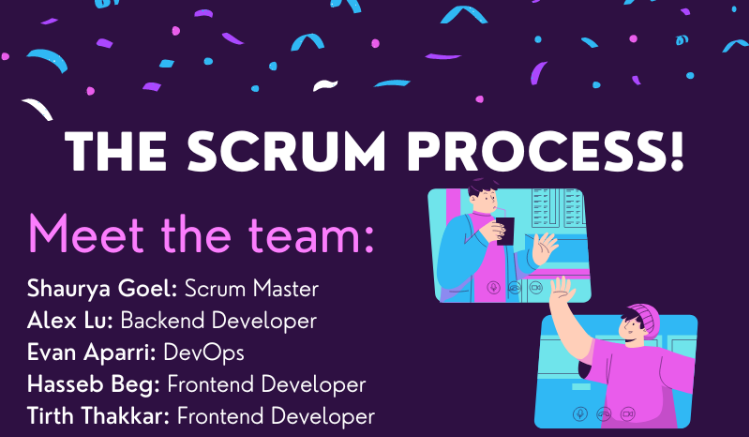 THE SCRUM PROCESS!
Meet the team:
Shaurya Goel: Scrum Master
Alex Lu: Backend Developer
Evan Aparri: DevOps
Hasseb Beg: Frontend Developer
Tirth Thakkar: Frontend Developer